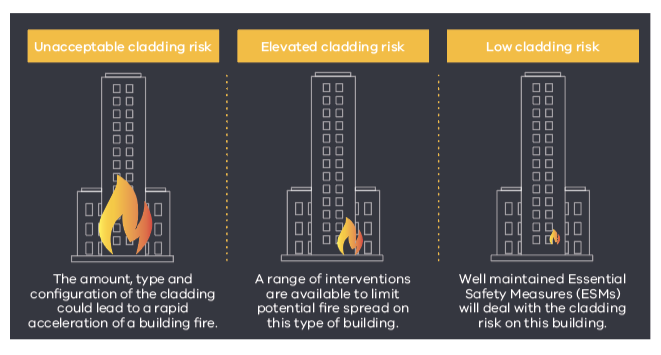 Unacceptable cladding risk
Elevated cladding risk
Low cladding risk
The amount, type and
configuration of the cladding
could lead to a rapid
acceleration of a building fire.
A range of interventions
are available to limit
potential fire spread on
this type of building.
Well maintained Essential
Safety Measures (ESMs)
will deal with the cladding
risk on this building.